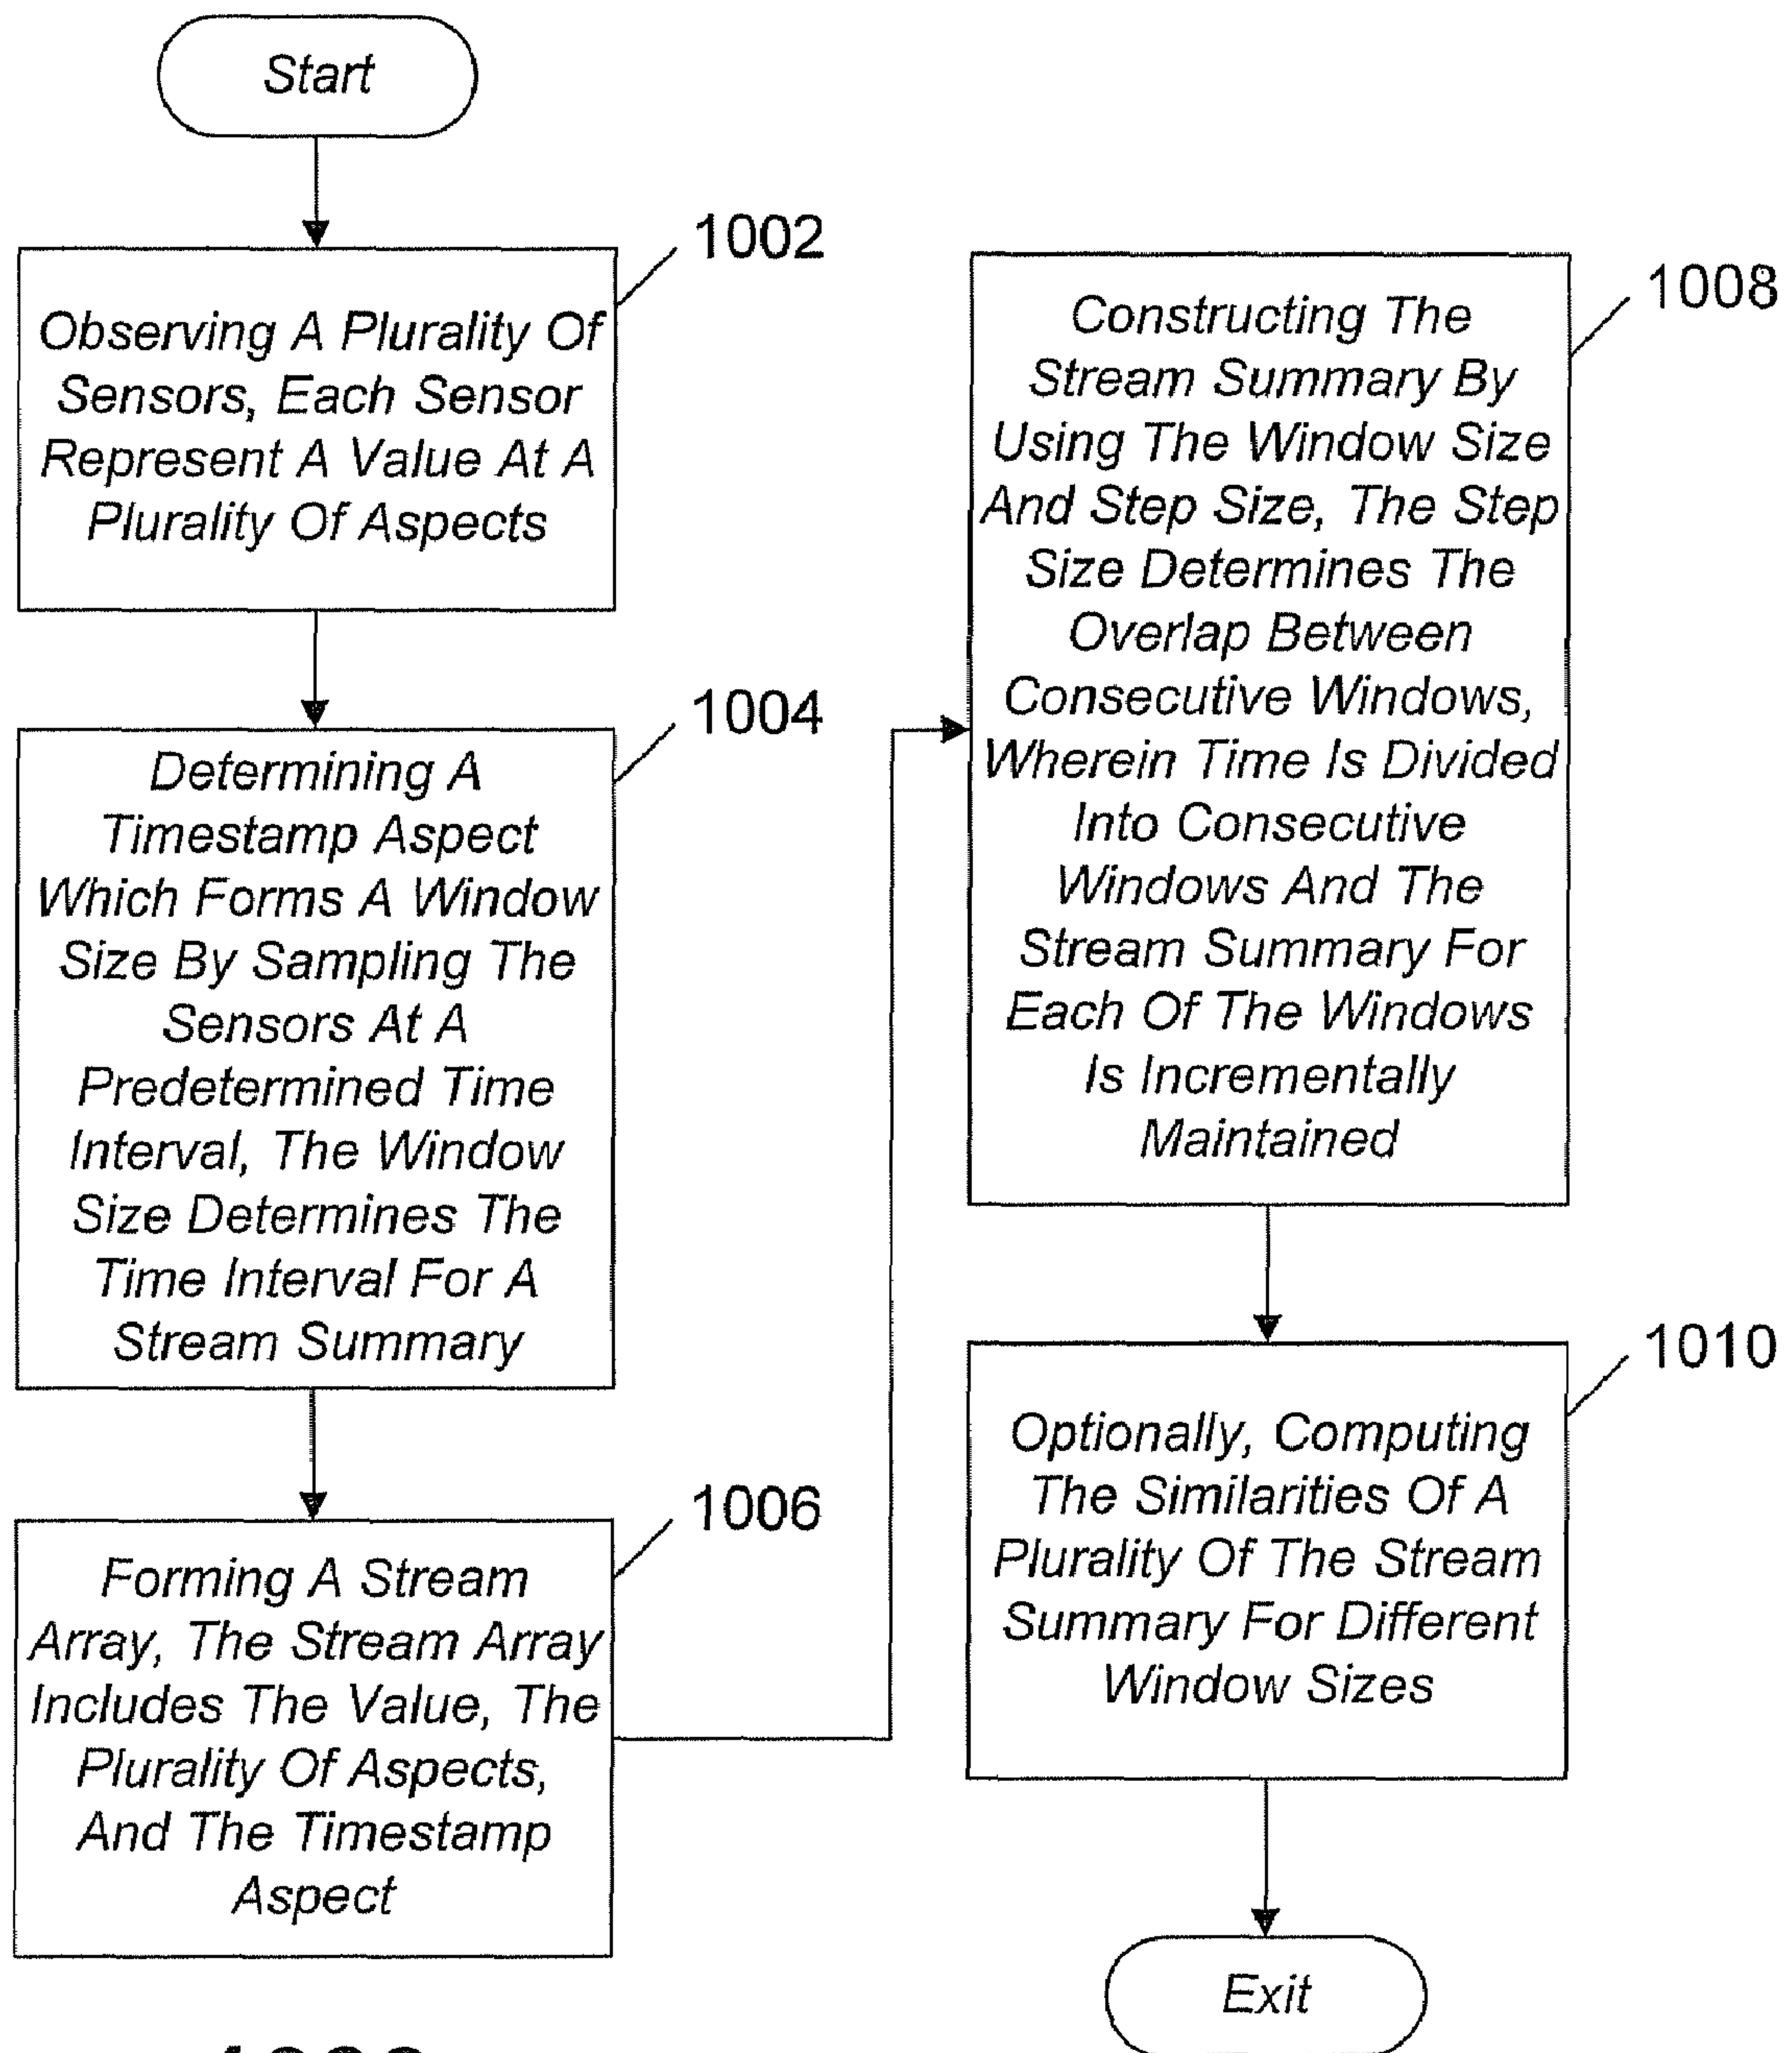 Start
1002
Observing A Plurality Of
Sensors, Each Sensor
Represent A Value At A
Plurality Of Aspects
1004
Determining A
Timestamp Aspect
Which Forms A Window
Size By Sampling The
Sensors At A
Predetermined Time
Interval, The Window
Size Determines The
Time Interval For A
Stream Summary
1006
Forming A Stream
Array, The Stream Array
Includes The Value, The
Plurality Of Aspects,
And The Timestamp
Aspect
1008
Constructing The
Stream Summary By
Using The Window Size
And Step Size, The Step
Size Determines The
Overlap Between
Consecutive Windows,
Wherein Time Is Divided
Into Consecutive
Windows And The
Stream Summary For
Each Of The Windows
Is Incrementally
Maintained
1010
Optionally, Computing
The Similarities Of A
Plurality Of The Stream
Summary For Different
Window Sizes
Exit